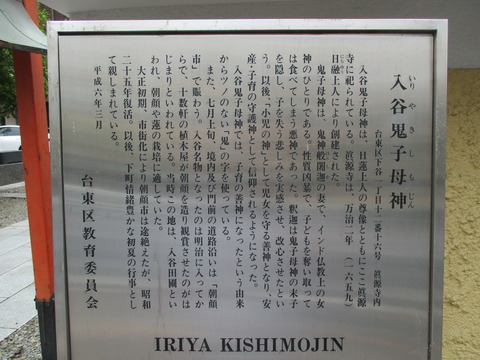 入谷鬼子母神
いりやきしもじん
台東区下谷一丁目十二番十六号　眞源寺内
入谷鬼子母神は、日蓮上人の尊像とともにここ眞源
寺に祀られている。眞源寺は、万治二年（一六五九）
日融上人により創建された。
鬼子母神は、鬼神般闍迦の妻で、インド仏教上の女
神のひとりである。性質凶暴で、子どもを奪い取って
は食べてしまう悪神であった。釈迦は鬼子母神の末子
を隠し、子を失う悲しみを実感させ、改心させたとい
う。以後、「小児の神」として児女を守る善神となり、安
産・子育の守護神として信仰されるようになった。
入谷鬼子母神では、子育の善神になったという由来
からツノのない「鬼」の字を使っている。
また、七月上旬、境内及び門前の道路沿いは「朝顔
市」で賑わう。入谷名物となったのは明治に入ってか
らで、十数軒の植木屋が朝顔を造り観賞させたのがは
じまりといわれている。当時この地は、入谷田圃とい
われ、朝顔や蓮の栽培に適していた。
大正初期、市街化により朝顔市は途絶えたが、昭和
二十五年復活。以後、下町情緒豊かな初夏の行事とし
て親しまれている。
平成六年三月
台東区教育委員会
IRIYA KISHIMOJIN